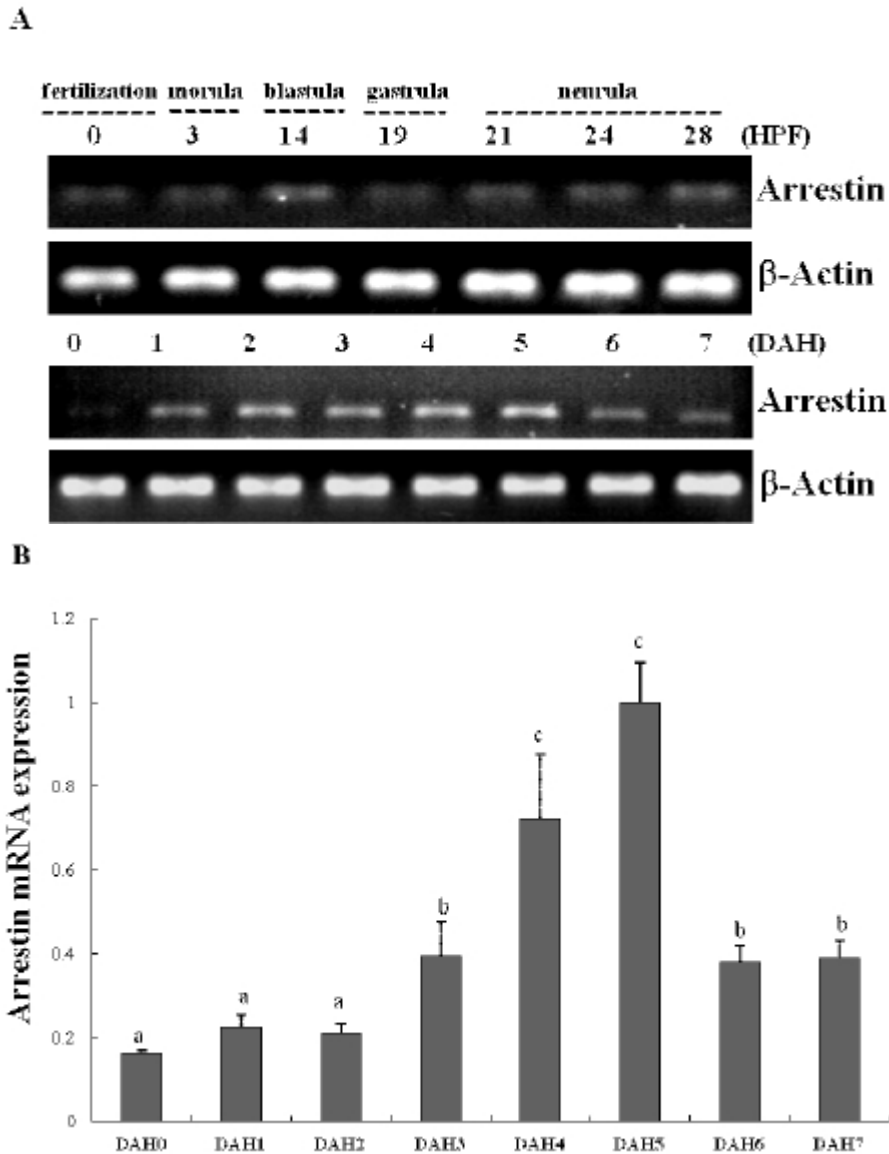 A
fertilization morula blastula gastrula neurula
0 3 14 19 21 24 28 (HPF)
Arrestin
β-Actin
0 1 2 3 4 5 6 7 (DAH)
Arrestin
β-Actin
B
Arrestin mRNA expression
1.2
1
0.8
0.6
0.4
0.2
0
a a a b c c b b
DAH0 DAH1 DAH2 DAH3 DAH4 DAH5 DAH6 DAH7